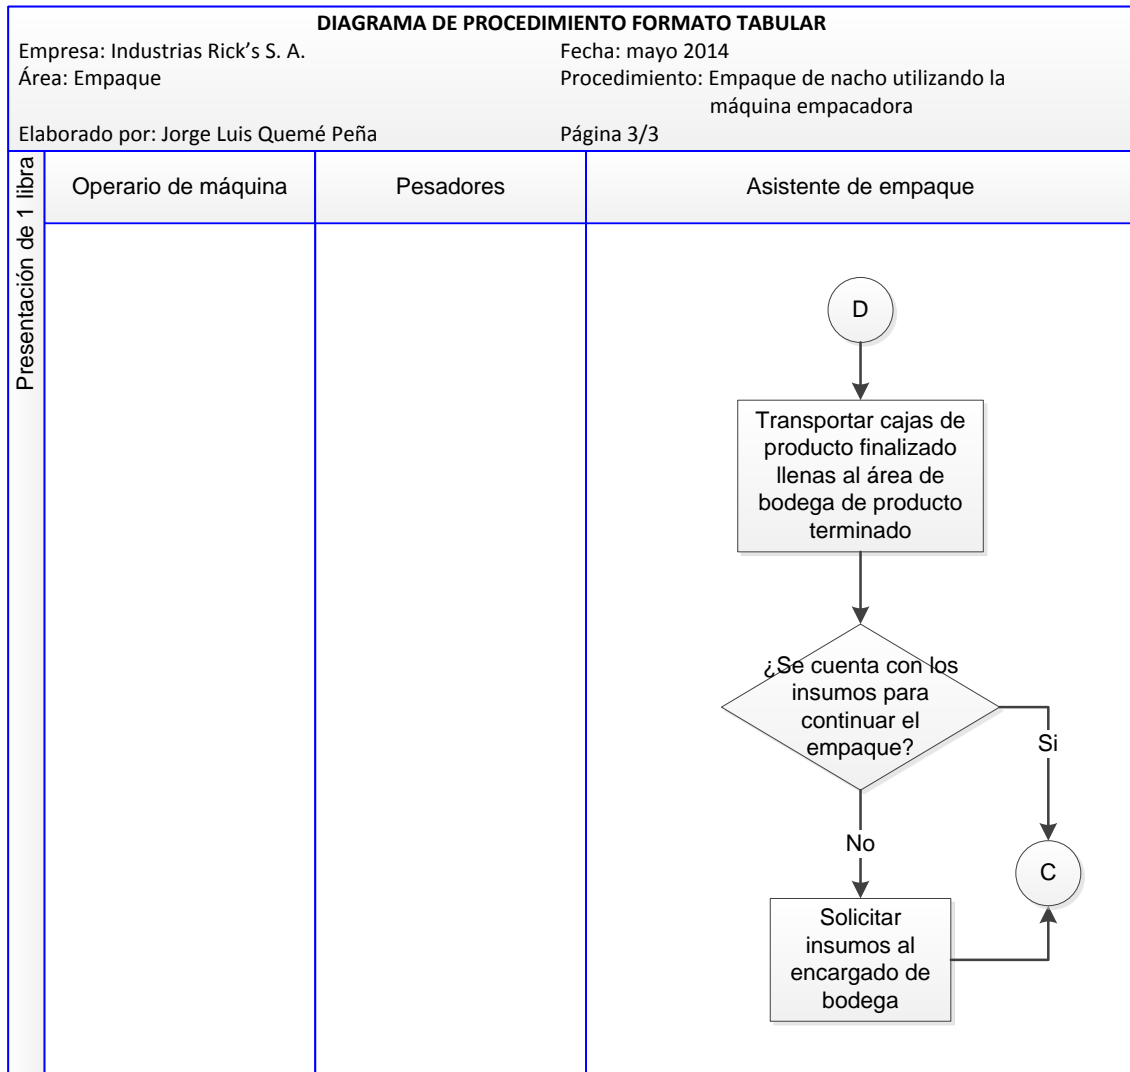 DIAGRAMA DE PROCEDIMIENTO FORMATO TABULAR
Empresa: Industrias Rick’s S. A.
Fecha: mayo 2014
Área: Empaque
Procedimiento: Empaque de nacho utilizando la
máquina empacadora
Elaborado por: Jorge Luis Quemé Peña
Página 3/3
Presentación de 1 libra
Operario de máquina
Pesadores
Asistente de empaque
D
Transportar cajas de
producto finalizado
llenas al área de
bodega de producto
terminado
¿Se cuenta con los
insumos para
continuar el
empaque?
Si
No
C
Solicitar
insumos al
encargado de
bodega